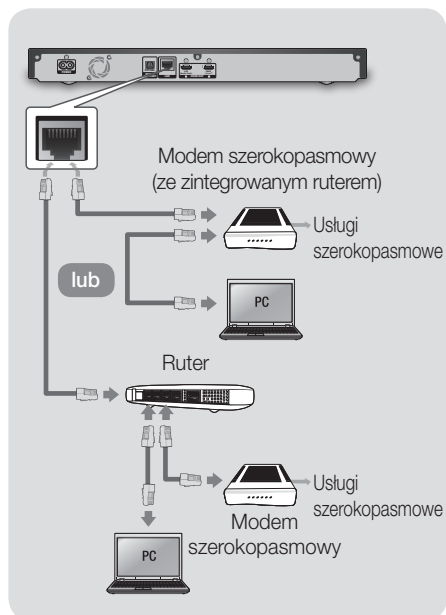 Modem szerokopasmowy
(ze zintegrowanym ruterem)
Usługi
szerokopasmowe
lub
PC
Ruter
Usługi
szerokopasmowe
Modem
szerokopasmowy
PC